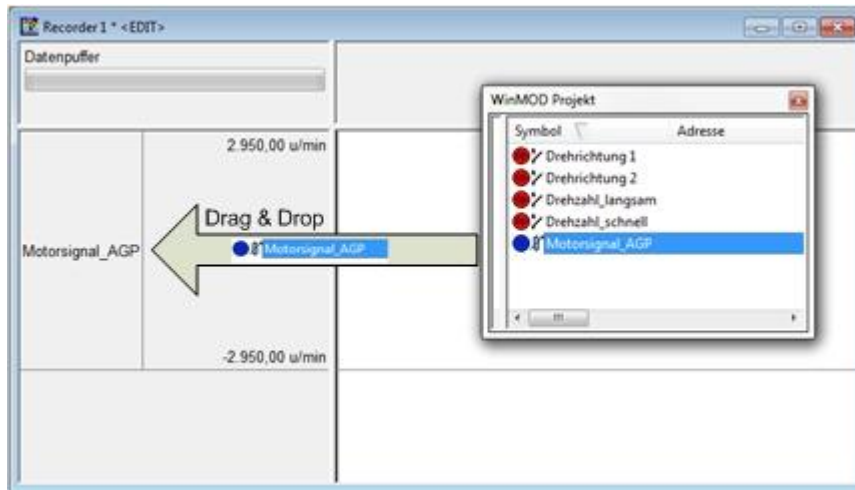 Recorder 1 * <EDIT>
Datenpuffer
WinMOD Projekt
Symbol Adresse
Drehrichtung 1
Drehrichtung 2
Drehzahl_langsam
Drehzahl_schnell
Motorsignal_AGP
2.950,00 u/min
Drag & Drop
Motorsignal_AGP
Motorsignal_AGP
-2.950,00 u/min